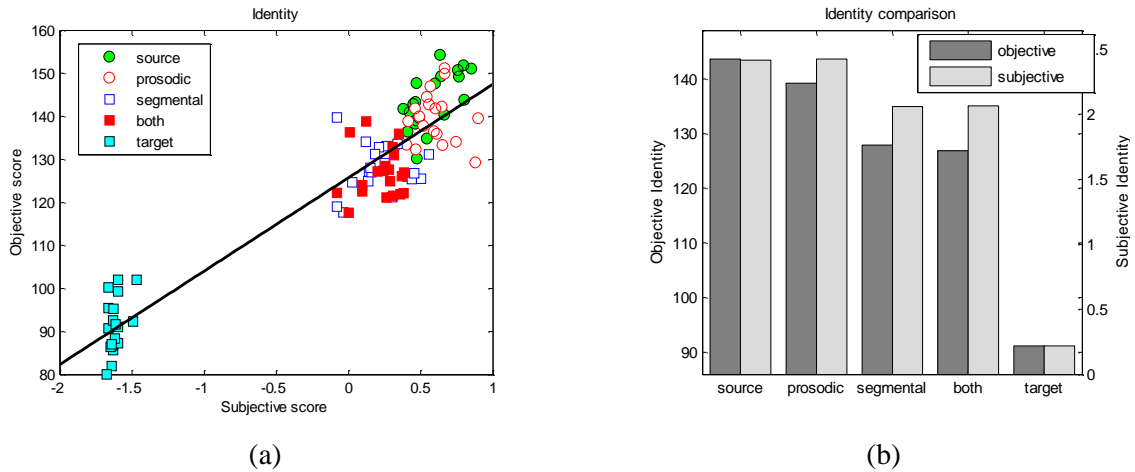 Identity
160
150
140
130
120
110
100
90
80
Objective score
source
prosodic
segmental
both
target
-2
-1.5
-1
-0.5
0
0.5
1
Subjective score
(a)
Identity comparison
140
130
120
110
100
90
Objective Identity
objective
subjective
2.5
2
1.5
1
0.5
0
Subjective Identity
source
prosodic
segmental
both
target
(b)